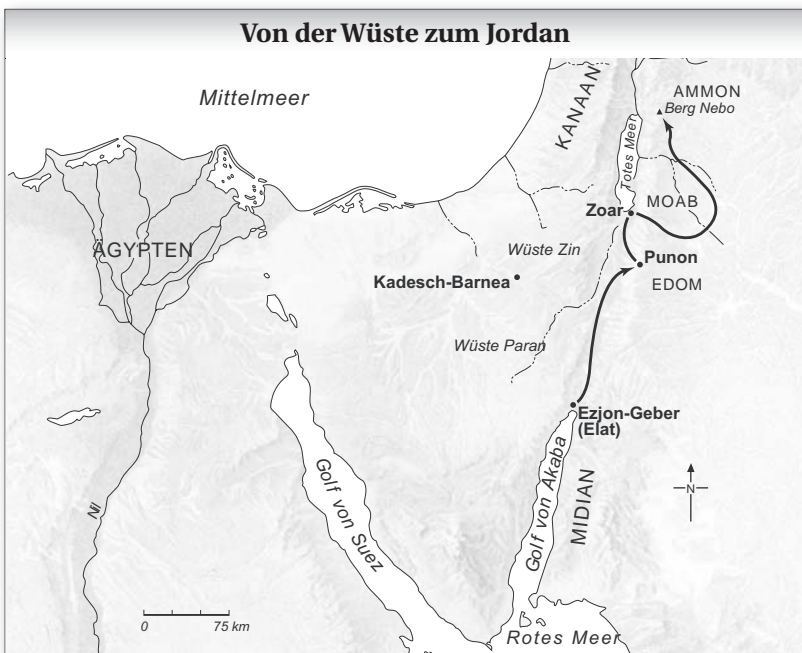 Von der Wüste zum Jordan
Mittelmeer
KANAAN
AMMON
Berg Nebo
Totes Meer
MOAB
Zoar
ÄGYPTEN
Wüste Zin
Punon
Kadesch-Barnea
EDOM
Wüste Paran
Ezjon-Geber
(Elat)
Golf von Akaba
MIDIAN
Golf von Suez
N
Nil
0 75 km
Rotes Meer